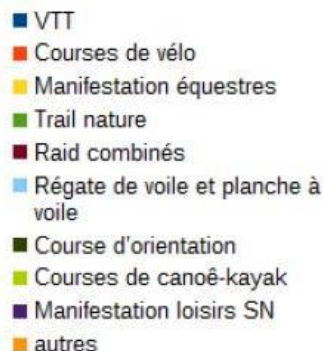 VTT
Courses de vélo
Manifestation équestres
Trail nature
Raid combinés
Régate de voile et planche à
voile
Course d'orientation
Courses de canoê-kayak
Manifestation loisirs SN
autres